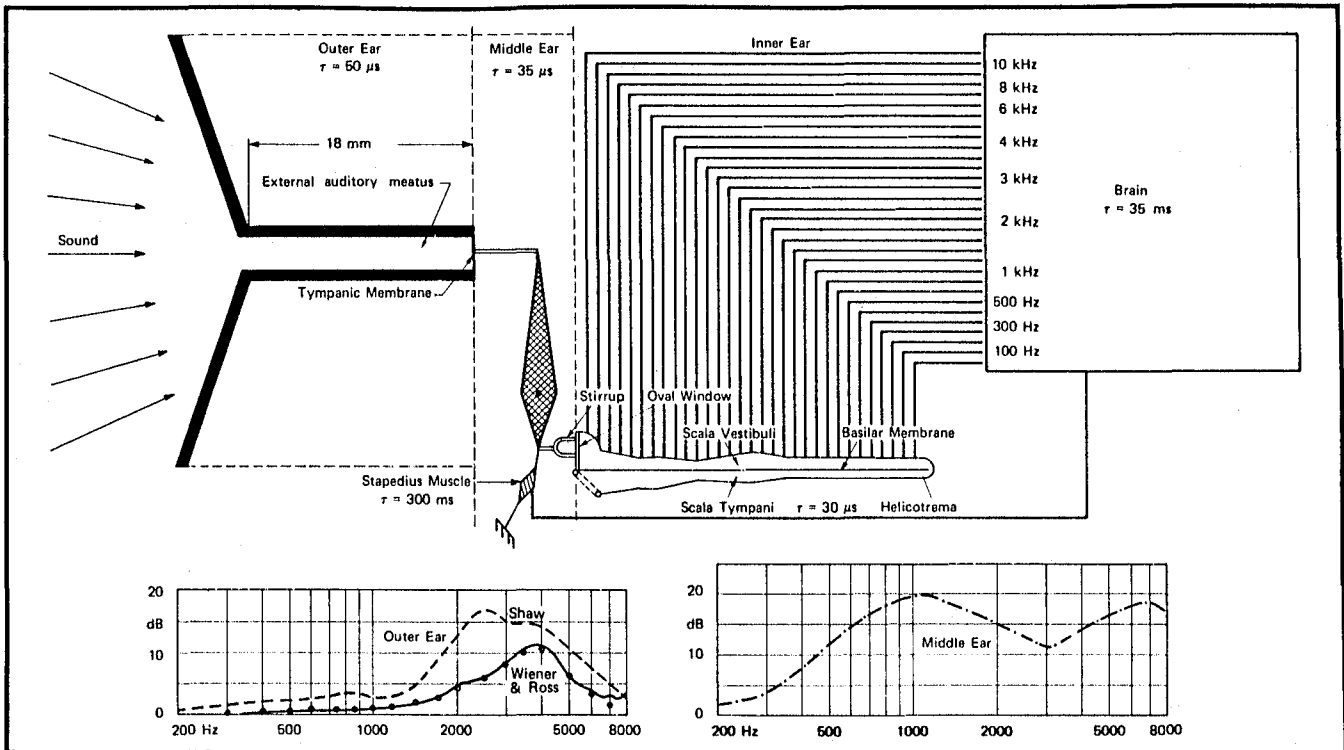 Outer Ear
τ = 60 μs
Middle Ear
τ = 35 μs
Inner Ear
10 kHz
8 kHz
6 kHz
4 kHz
3 kHz
2 kHz
1 kHz
500 Hz
300 Hz
100 Hz
Brain
τ = 35 ms
18 mm
External auditory meatus
Sound
Tympanic Membrane
Stirrup
Oval Window
Scala Vestibuli
Basilar Membrane
Stapedius Muscle
τ = 300 ms
Scala Tympani
τ = 30 μs
Helicotrema
20
dB
10
0
Outer Ear
Shaw
Wiener
& Ross
200 Hz
500
1000
2000
5000
8000
20
dB
10
0
Middle Ear
200 Hz
500
1000
2000
5000
8000